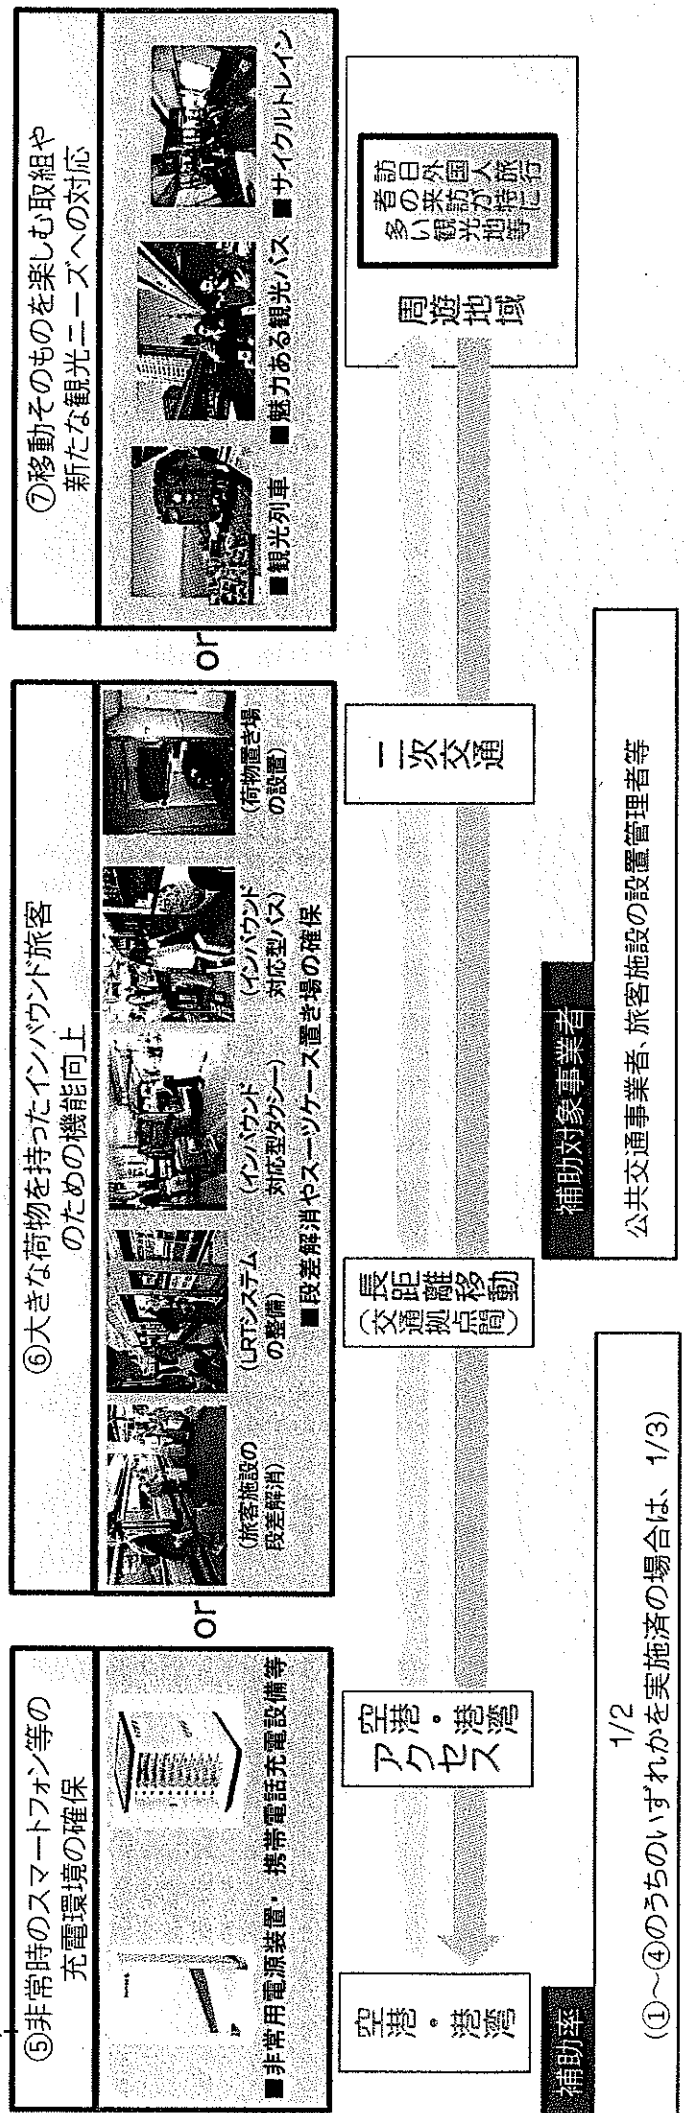 ⑤非常時のスマートフォン等の
充電環境の確保
■非常用電源装置・携帯電話充電設備等
or
⑥大きな荷物を持ったインバウンド旅客
のための機能向上
(旅客施設の
段差解消)
(LRTシステム
の整備)
(インバウンド
対応型タクシー)
(インバウンド
対応型バス)
(荷物置き場
の設置)
■段差解消やスーツケース置き場の確保
or
⑦移動そのものを楽しむ取組や
新たな観光ニーズへの対応
■観光列車
■魅力ある観光バス
■サイクルトレイン
空港・港湾
空港・港湾
アクセス
長距離移動
(交通拠点間)
二次交通
周遊地域
訪日外国人旅行
者の来訪が特に
多い観光地等
補助率
1/2
(①~④のうちのいずれかを実施済の場合は、1/3)
補助対象事業者
公共交通事業者、旅客施設の設置管理者等